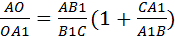 AO/OA1 = AB1/B1C (1 + CA1/A1B)